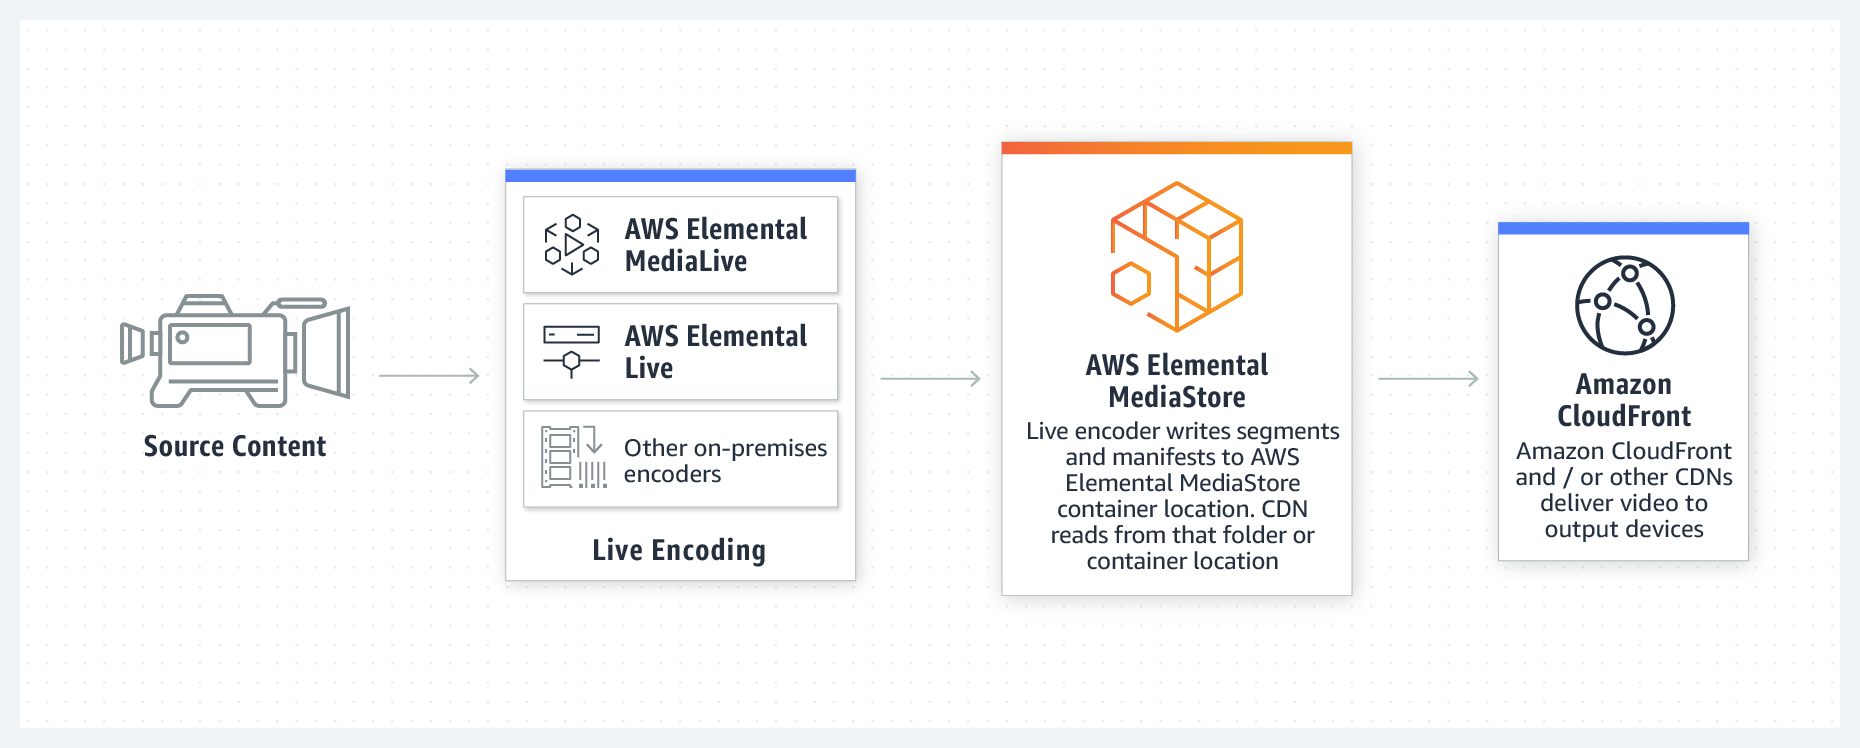 Source Content
AWS Elemental
MediaLive
AWS Elemental
Live
Other on-premises
encoders
Live Encoding
AWS Elemental
MediaStore
Live encoder writes segments
and manifests to AWS
Elemental MediaStore
container location. CDN
reads from that folder or
container location
Amazon
CloudFront
Amazon CloudFront
and / or other CDNs
deliver video to
output devices